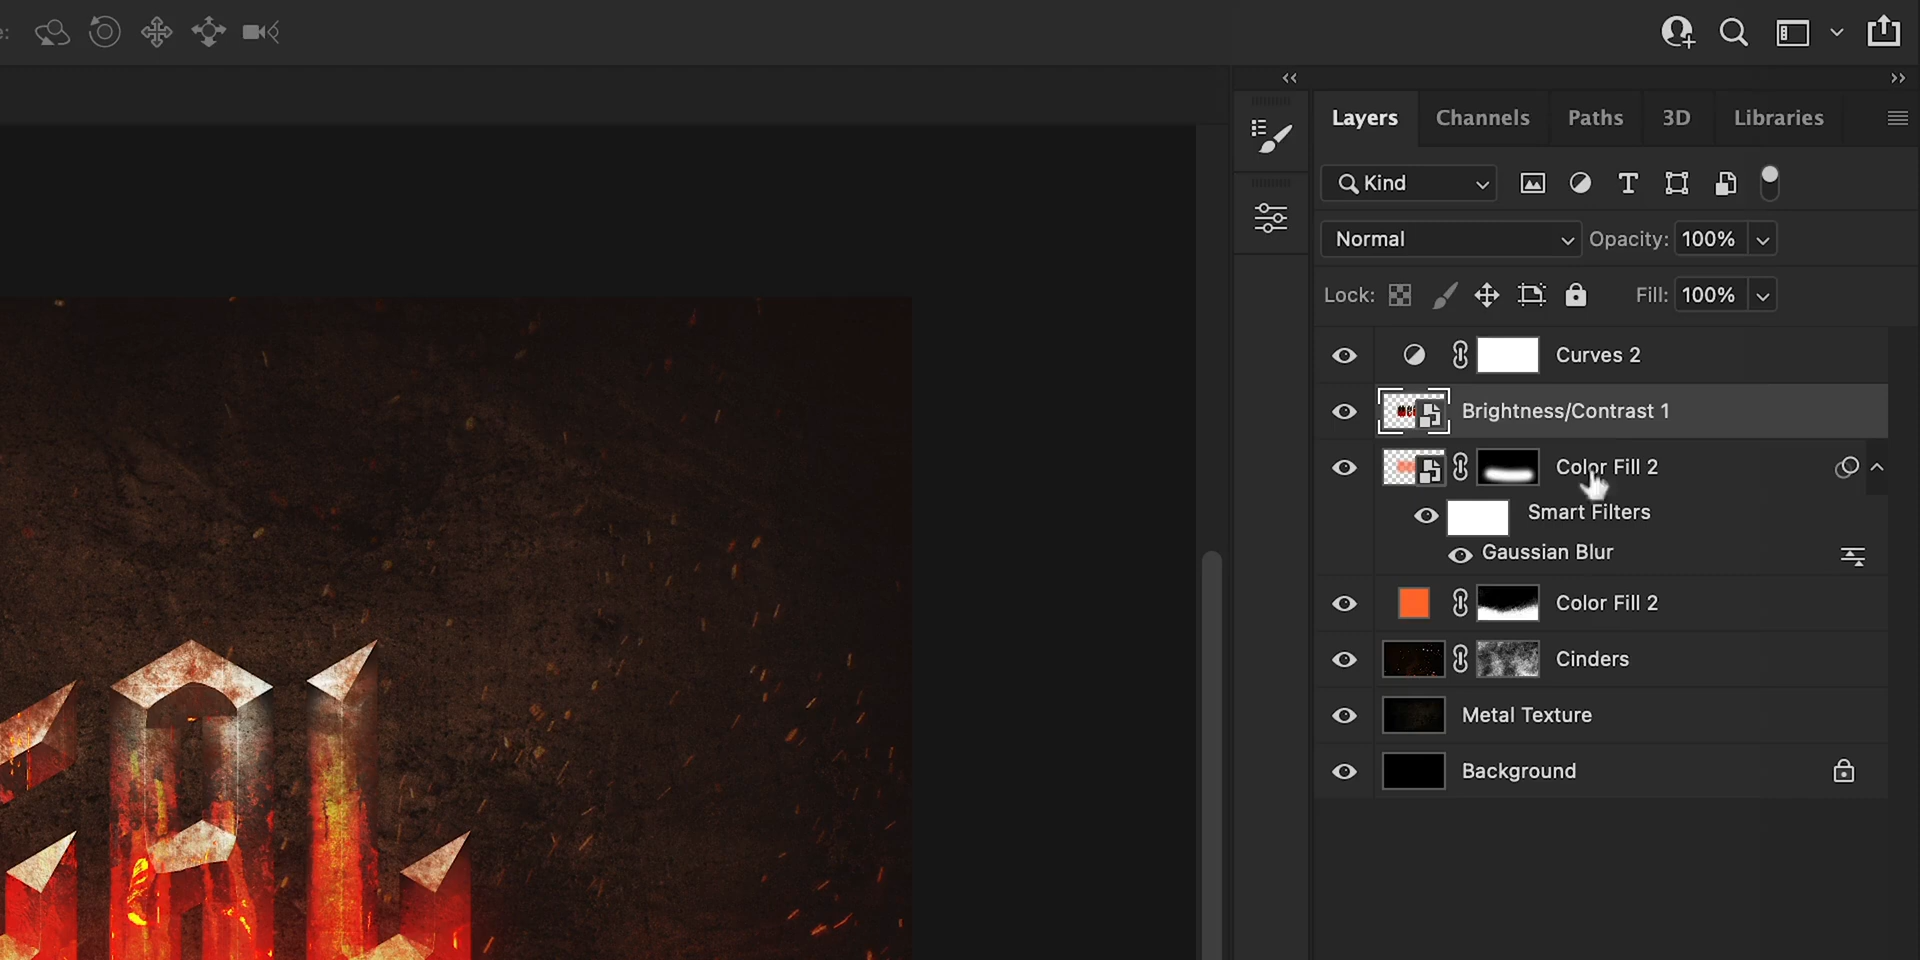 Layers Channels Paths 3D Libraries
Kind
Normal Opacity: 100%
Lock: Fill: 100%
Curves 2
Brightness/Contrast 1
Color Fill 2
Smart Filters
Gaussian Blur
Color Fill 2
Cinders
Metal Texture
Background